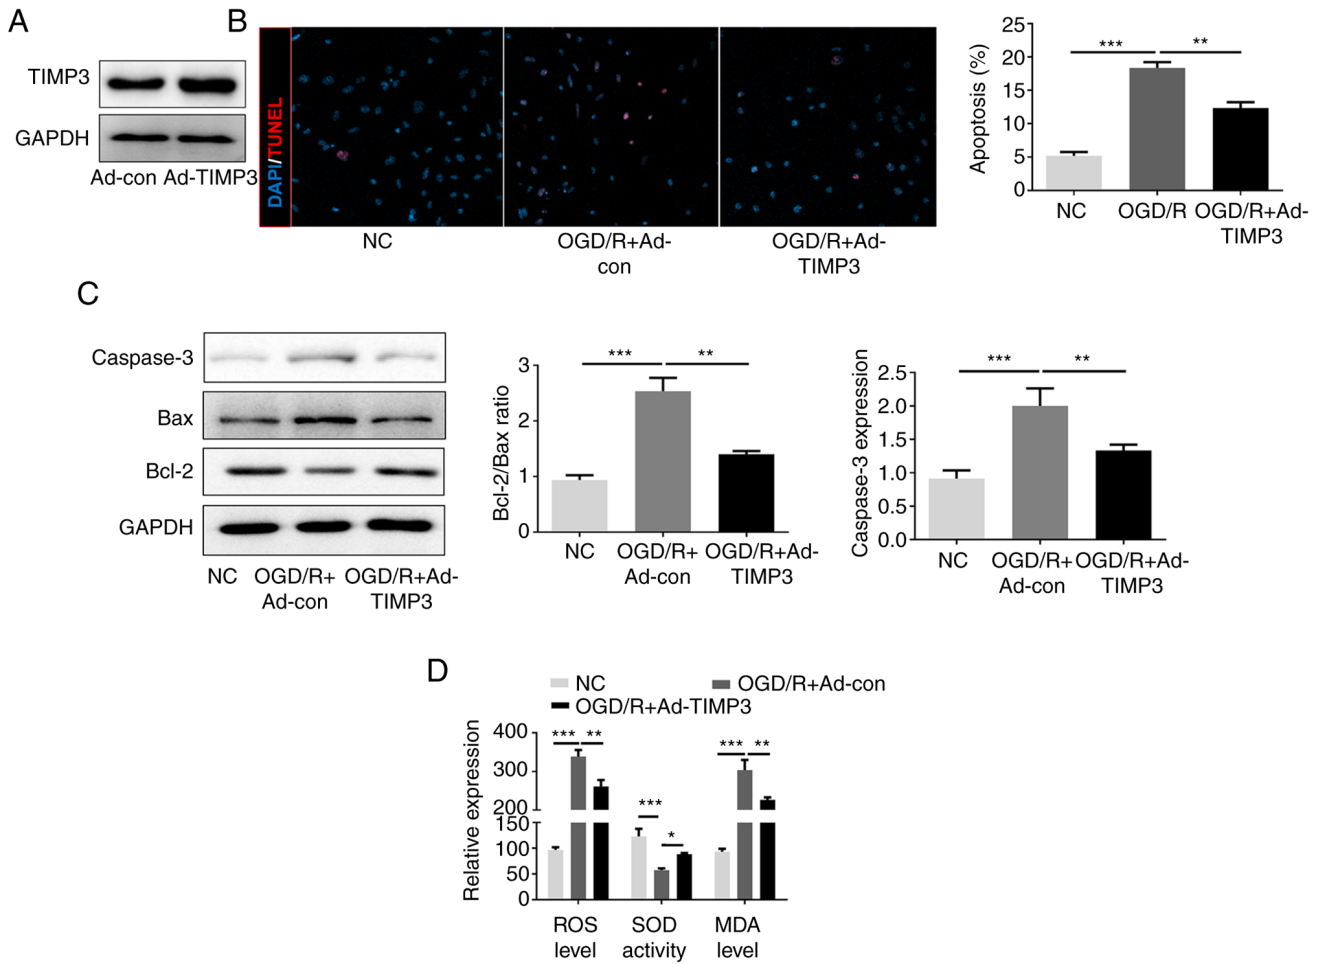 A
TIMP3
GAPDH
Ad-con Ad-TIMP3
B
DAPI/TUNEL
NC
OGD/R+Ad-
con
OGD/R+Ad-
TIMP3
Apoptosis (%)
25
20
15
10
5
0
***
**
NC
OGD/R
OGD/R+Ad-
TIMP3
C
Caspase-3
Bax
Bcl-2
GAPDH
NC
OGD/R+
Ad-con
OGD/R+Ad-
TIMP3
Bcl-2/Bax ratio
3
2
1
0
***
**
NC
OGD/R+
Ad-con
OGD/R+Ad-
TIMP3
Caspase-3 expression
2.5
2.0
1.5
1.0
0.5
0.0
***
**
NC
OGD/R+
Ad-con
OGD/R+Ad-
TIMP3
D
NC
OGD/R+Ad-con
OGD/R+Ad-TIMP3
Relative expression
400
300
200
150
100
50
0
***
**
***
*
***
**
ROS
level
SOD
activity
MDA
level